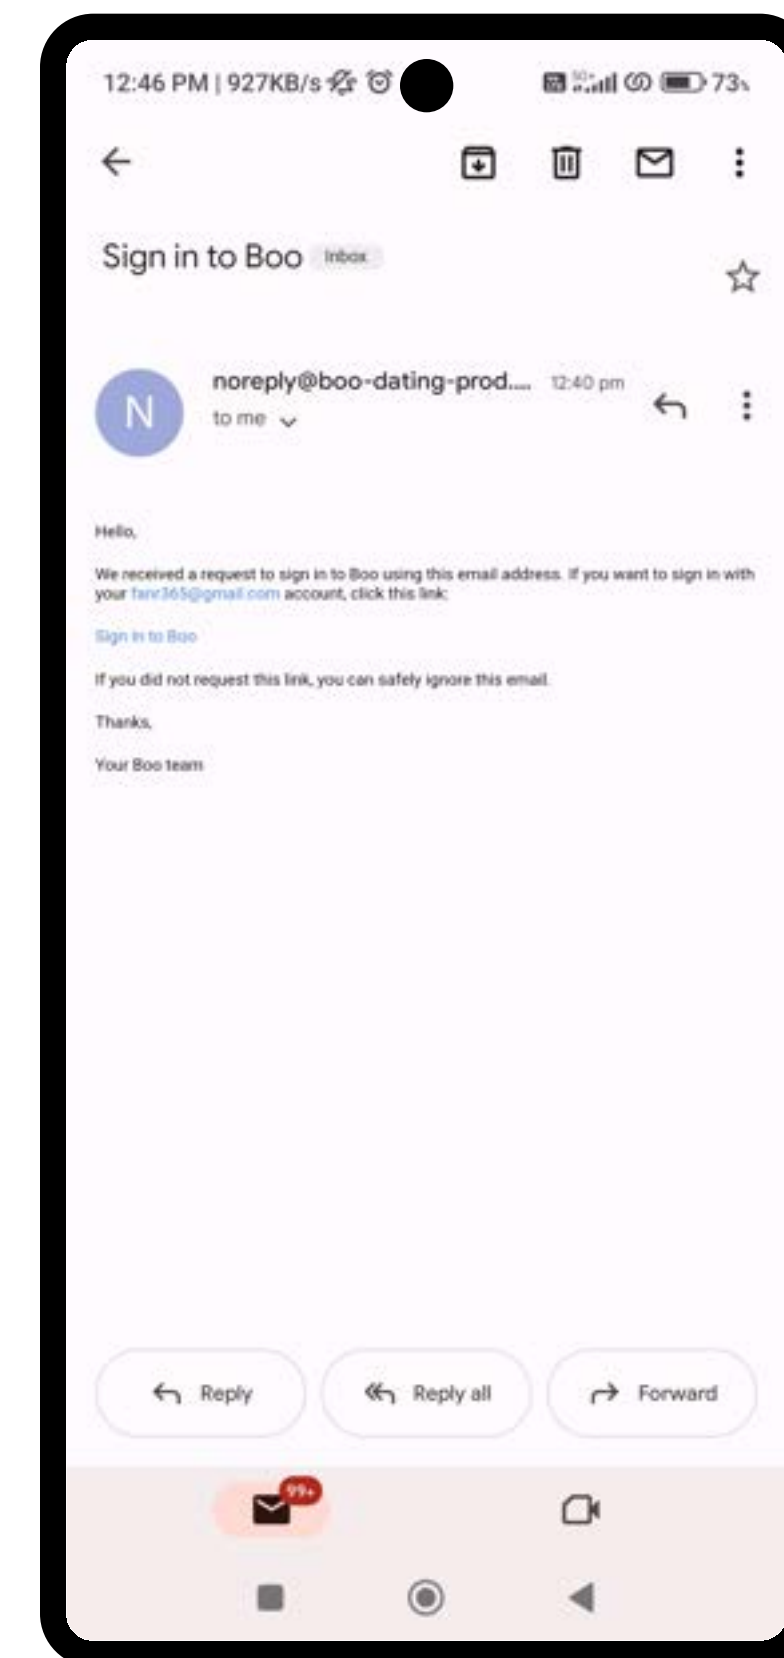 12:46 PM | 927KB/s 73%
Sign in to Boo Inbox
N
noreply@boo-dating-prod.... 12:40 pm
to me
Hello,
We received a request to sign in to Boo using this email address. If you want to sign in with
your fanr365@gmail.com account, click this link:
Sign in to Boo
If you did not request this link, you can safely ignore this email.
Thanks,
Your Boo team
Reply Reply all Forward
99+